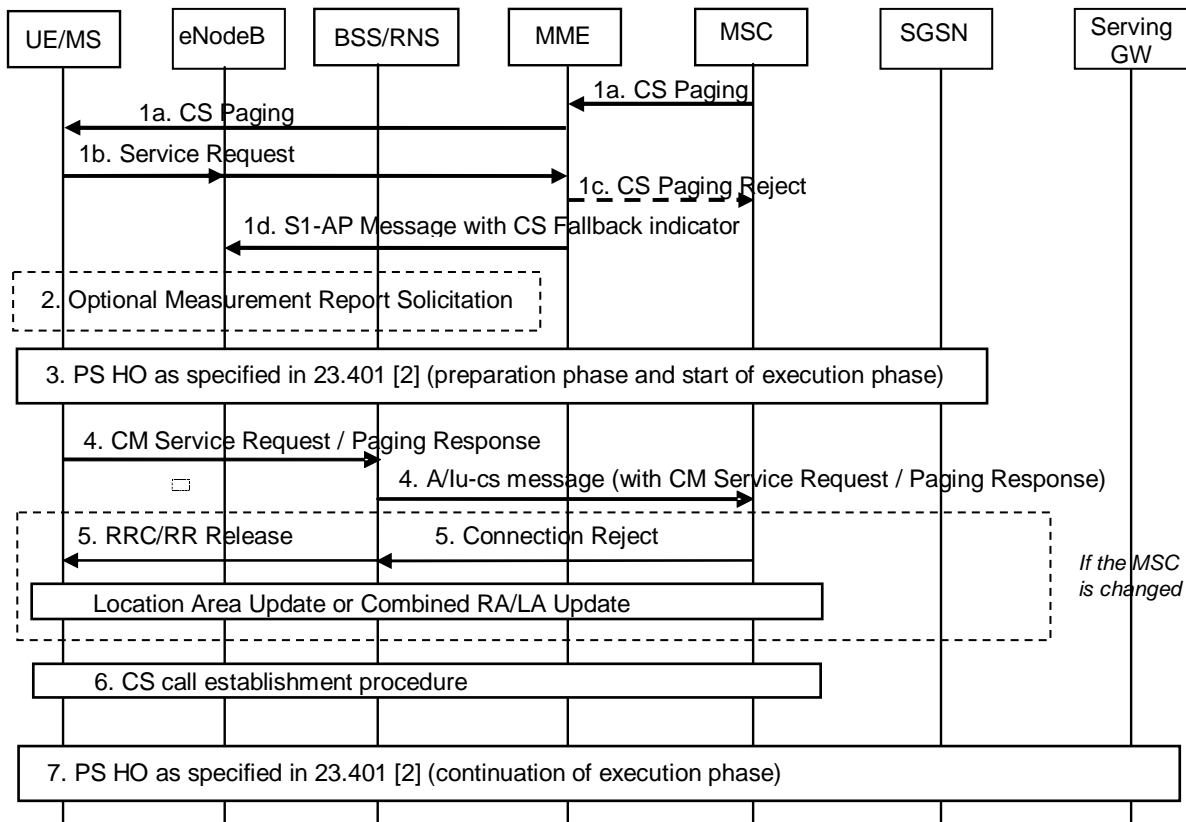 UE/MS
eNodeB
BSS/RNS
MME
MSC
SGSN
Serving
GW
1a. CS Paging
1a. CS Paging
1b. Service Request
1c. CS Paging Reject
1d. S1-AP Message with CS Fallback indicator
2. Optional Measurement Report Solicitation
3. PS HO as specified in 23.401 [2] (preparation phase and start of execution phase)
4. CM Service Request / Paging Response
4. A/Iu-cs message (with CM Service Request / Paging Response)
5. RRC/RR Release
5. Connection Reject
If the MSC
is changed
Location Area Update or Combined RA/LA Update
6. CS call establishment procedure
7. PS HO as specified in 23.401 [2] (continuation of execution phase)